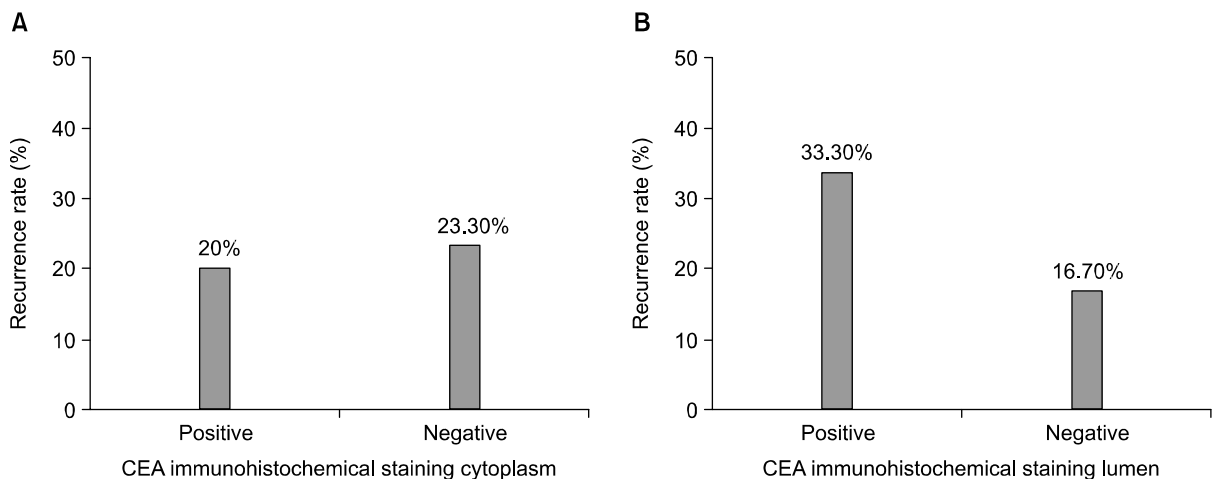 A
Recurrence rate (%)
50
40
30
20
10
0
20%
23.30%
Positive
Negative
CEA immunohistochemical staining cytoplasm
B
Recurrence rate (%)
50
40
30
20
10
0
33.30%
16.70%
Positive
Negative
CEA immunohistochemical staining lumen